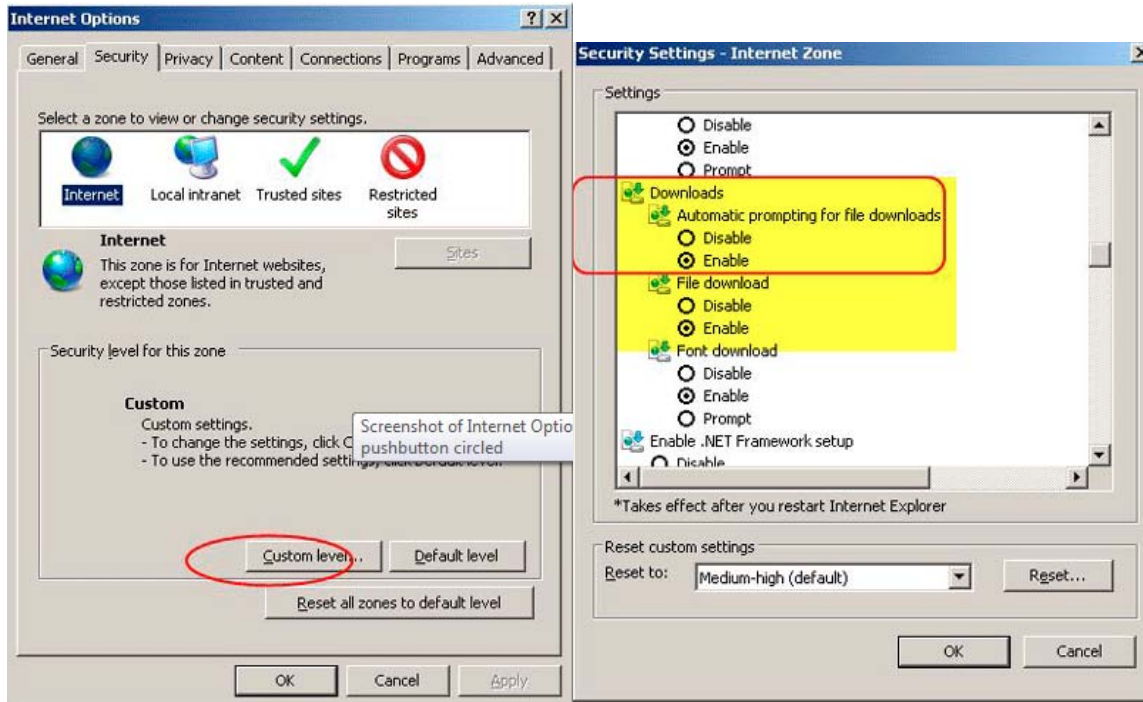 Internet Options
General Security Privacy Content Connections Programs Advanced
Select a zone to view or change security settings.
Internet
Local intranet
Trusted sites
Restricted
sites
Internet
Sites
This zone is for Internet websites,
except those listed in trusted and
restricted zones.
Security level for this zone
Custom
Custom settings.
- To change the settings, click C
- To use the recommended settings, click Default level.
Screenshot of Internet Optio
pushbutton circled
Custom level...
Default level
Reset all zones to default level
OK
Cancel
Apply
Security Settings - Internet Zone
Settings
Disable
Enable
Prompt
Downloads
Automatic prompting for file downloads
Disable
Enable
File download
Disable
Enable
Font download
Disable
Enable
Prompt
Enable .NET Framework setup
Disable
*Takes effect after you restart Internet Explorer
Reset custom settings
Reset to:
Medium-high (default)
Reset...
OK
Cancel